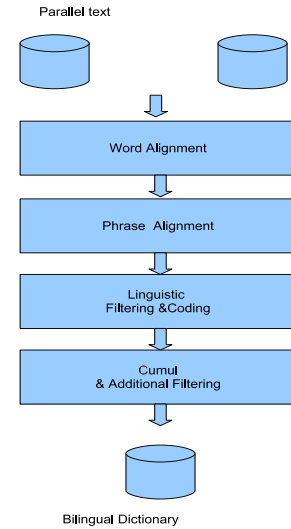 Parallel text
Word Alignment
Phrase Alignment
Linguistic
Filtering &Coding
Cumul
& Additional Filtering
Bilingual Dictionary